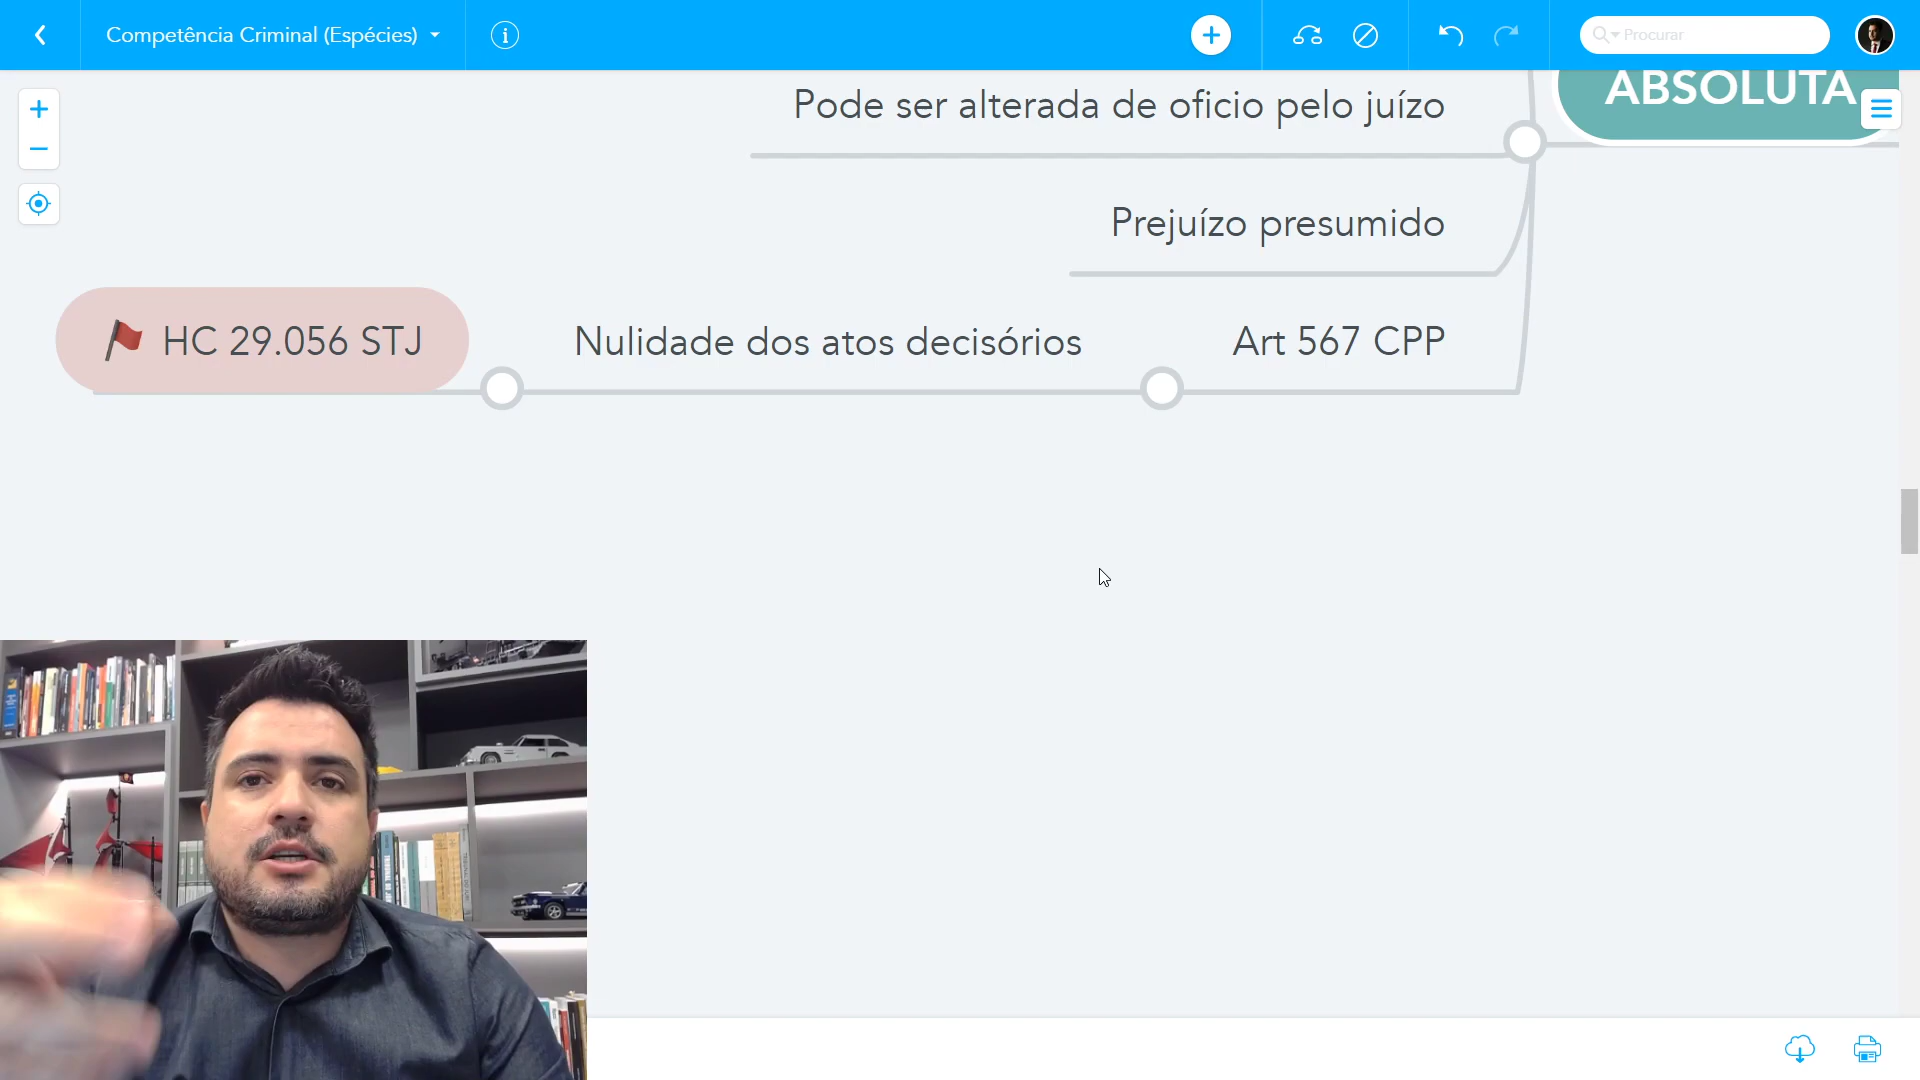 Competência Criminal (Espécies)
Procurar
ABSOLUTA
Pode ser alterada de oficio pelo juízo
Prejuízo presumido
HC 29.056 STJ
Nulidade dos atos decisórios
Art 567 CPP